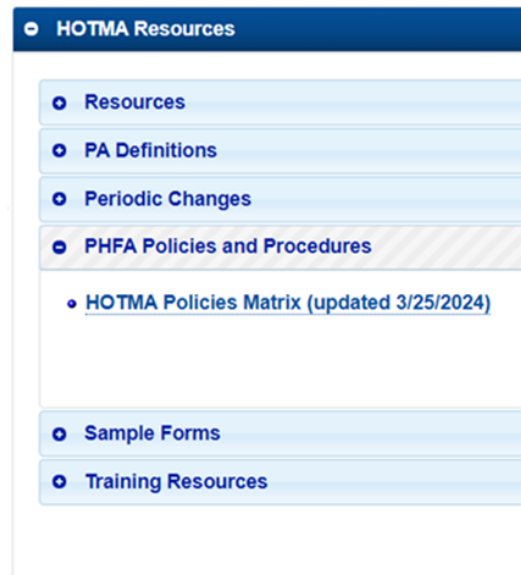 HOTMA Resources
Resources
PA Definitions
Periodic Changes
PHFA Policies and Procedures
HOTMA Policies Matrix (updated 3/25/2024)
Sample Forms
Training Resources